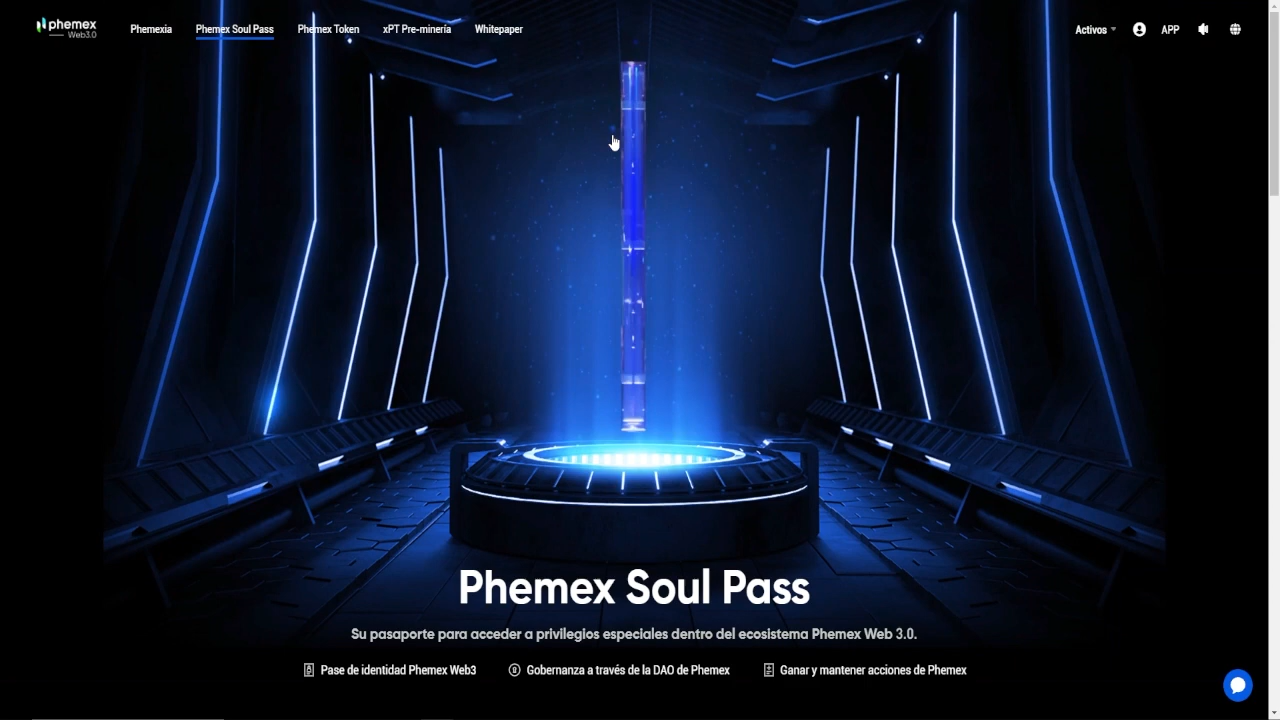 phemex
Web3.0
Phemexia
Phemex Soul Pass
Phemex Token
xPT Pre-minería
Whitepaper
Activos
APP
Phemex Soul Pass
Su pasaporte para acceder a privilegios especiales dentro del ecosistema Phemex Web 3.0.
Pase de identidad Phemex Web3
Gobernanza a través de la DAO de Phemex
Ganar y mantener acciones de Phemex